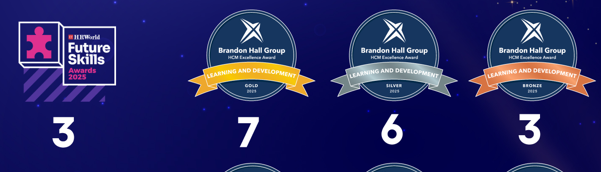 HRWorld
Future
Skills
Awards
2025
3
Brandon Hall Group
HCM Excellence Award
LEARNING AND DEVELOPMENT
GOLD
2025
7
Brandon Hall Group
HCM Excellence Award
LEARNING AND DEVELOPMENT
SILVER
2025
6
Brandon Hall Group
HCM Excellence Award
LEARNING AND DEVELOPMENT
BRONZE
2025
3